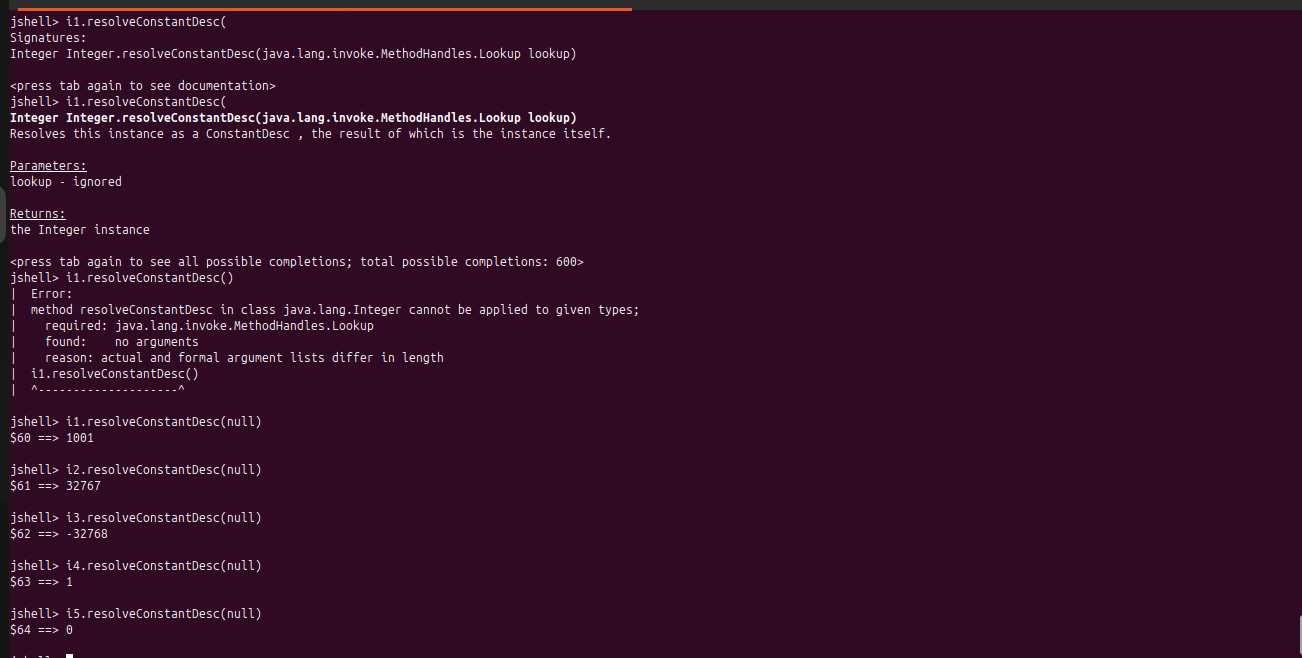 jshell> i1.resolveConstantDesc(
Signatures:
Integer Integer.resolveConstantDesc(java.lang.invoke.MethodHandles.Lookup lookup)
<press tab again to see documentation>
jshell> i1.resolveConstantDesc(
Integer Integer.resolveConstantDesc(java.lang.invoke.MethodHandles.Lookup lookup)
Resolves this instance as a ConstantDesc , the result of which is the instance itself.
Parameters:
lookup - ignored
Returns:
the Integer instance
<press tab again to see all possible completions; total possible completions: 600>
jshell> i1.resolveConstantDesc()
|  Error:
|  method resolveConstantDesc in class java.lang.Integer cannot be applied to given types;
|    required: java.lang.invoke.MethodHandles.Lookup
|    found:    no arguments
|    reason: actual and formal argument lists differ in length
|  i1.resolveConstantDesc()
|  ^--------------------^
jshell> i1.resolveConstantDesc(null)
$60 ==> 1001
jshell> i2.resolveConstantDesc(null)
$61 ==> 32767
jshell> i3.resolveConstantDesc(null)
$62 ==> -32768
jshell> i4.resolveConstantDesc(null)
$63 ==> 1
jshell> i5.resolveConstantDesc(null)
$64 ==> 0